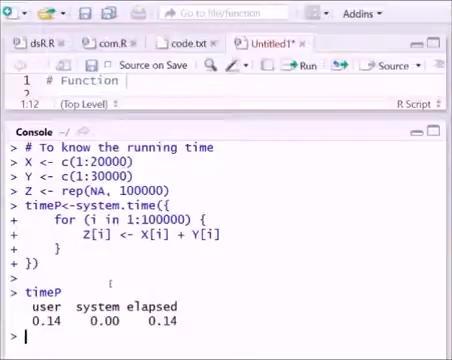 Go to file/function
Addins
dsR.R
com.R
code.txt
Untitled1*
Source on Save
Run
Source
1 # Function
2
1:12 (Top Level) R Script
Console ~/
> # To know the running time
> X <- c(1:20000)
> Y <- c(1:30000)
> Z <- rep(NA, 100000)
> timeP<-system.time({
+ for (i in 1:100000) {
+ Z[i] <- X[i] + Y[i]
+ }
+ })
>
> timeP
user system elapsed
0.14 0.00 0.14
>